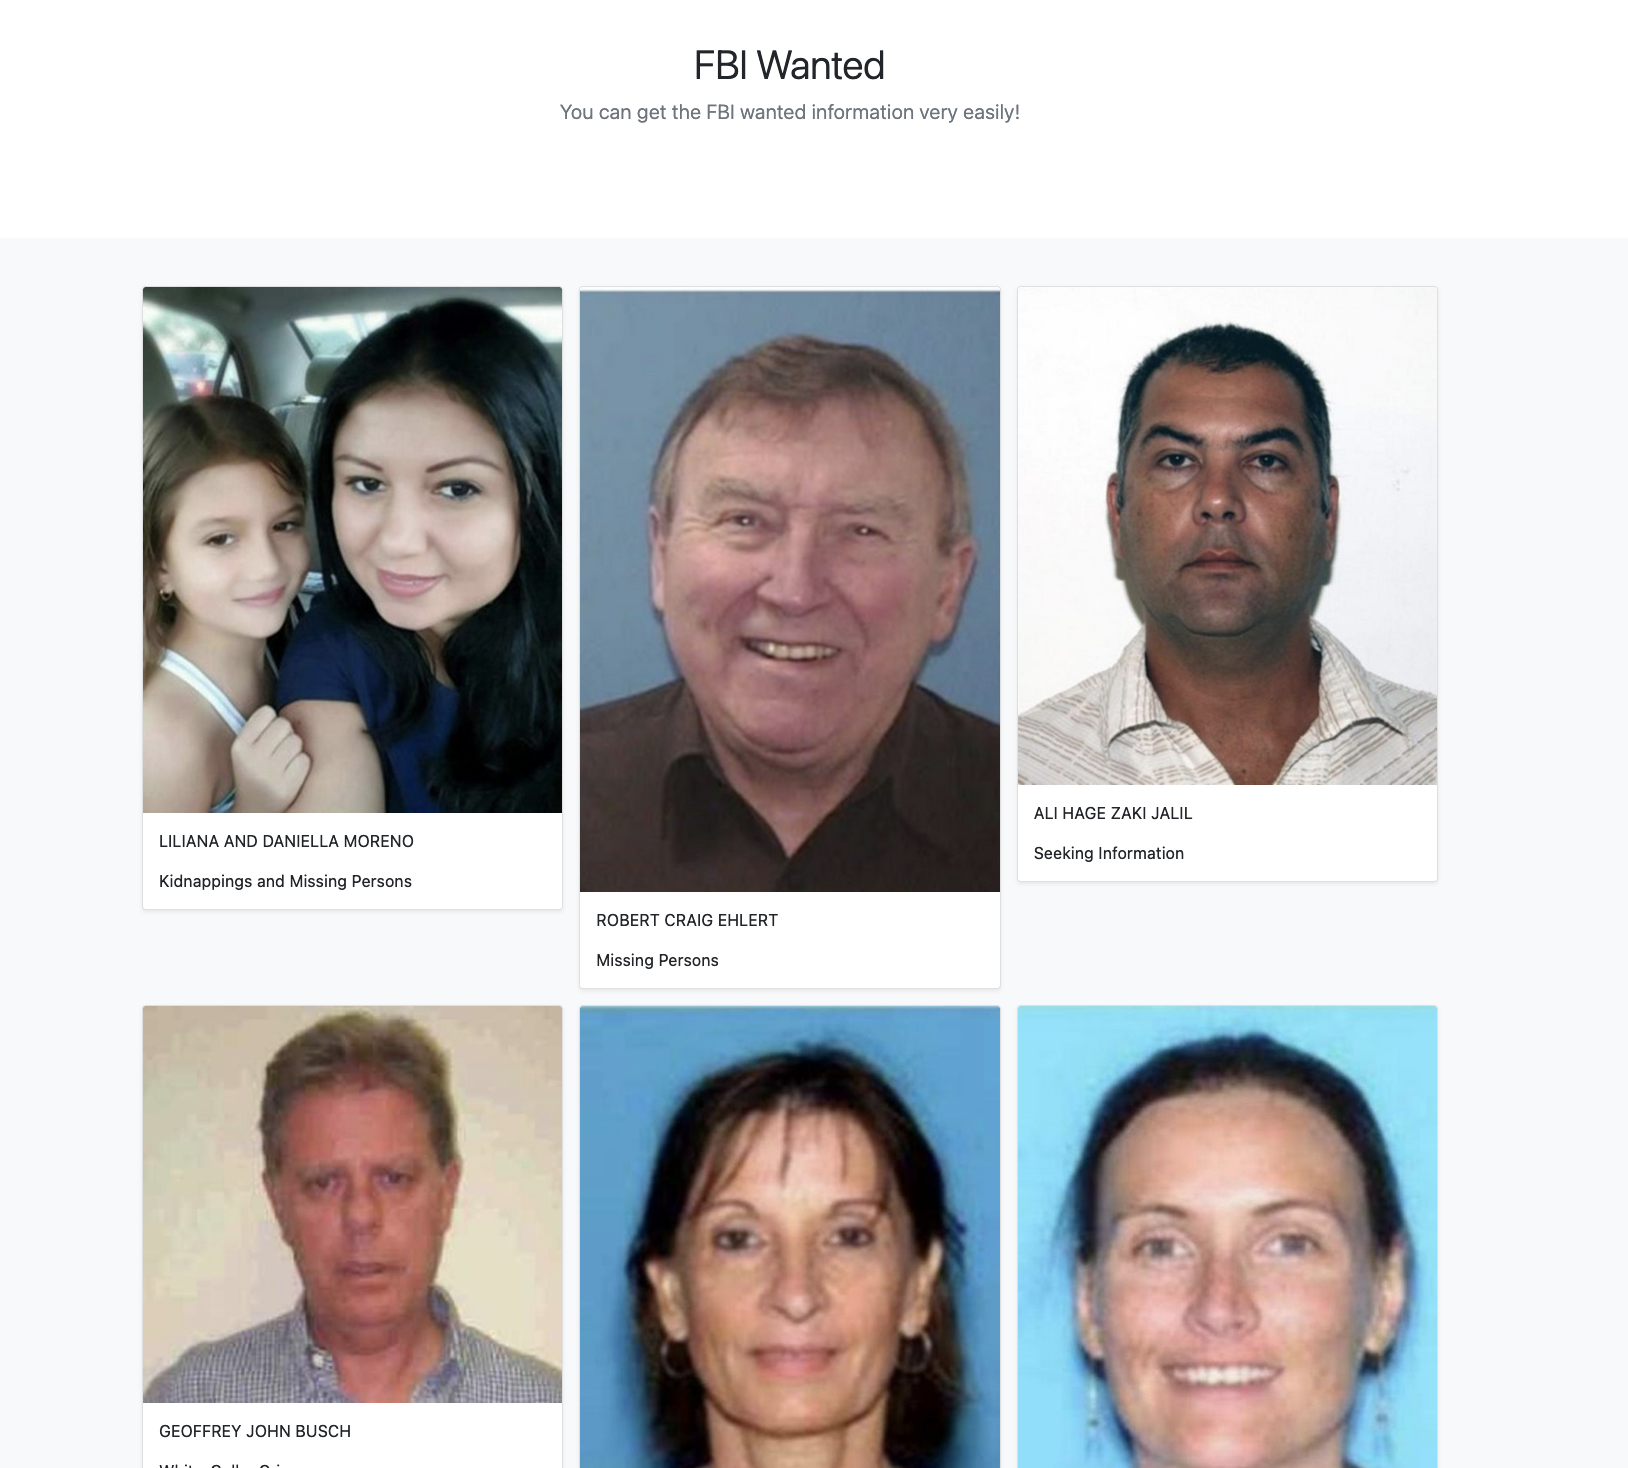 FBI Wanted
You can get the FBI wanted information very easily!
LILIANA AND DANIELLA MORENO
Kidnappings and Missing Persons
ROBERT CRAIG EHLERT
Missing Persons
ALI HAGE ZAKI JALIL
Seeking Information
GEOFFREY JOHN BUSCH